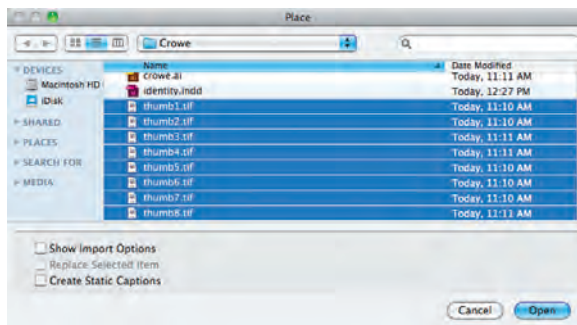 Place
Crowe
Name Date Modified
DEVICES
crowe.ai Today, 11:11 AM
Macintosh HD
identity.indd Today, 12:27 PM
iDisk
thumb1.tif Today, 11:10 AM
SHARED
thumb2.tif Today, 11:10 AM
PLACES
thumb3.tif Today, 11:11 AM
thumb4.tif Today, 11:11 AM
SEARCH FOR
thumb5.tif Today, 11:10 AM
MEDIA
thumb6.tif Today, 11:10 AM
thumb7.tif Today, 11:10 AM
thumb8.tif Today, 11:11 AM
Show Import Options
Replace Selected Item
Create Static Captions
Cancel Open